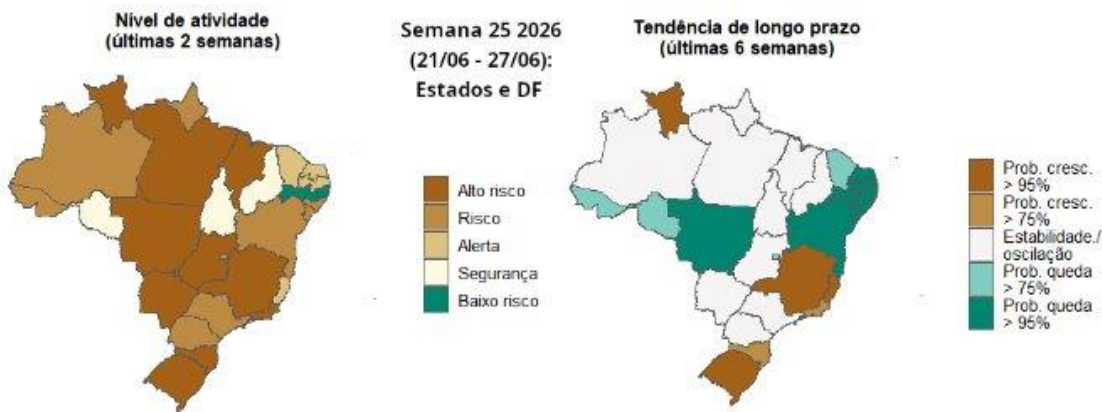 Nível de atividade
(últimas 2 semanas)
Semana 25 2026
(21/06 - 27/06):
Estados e DF
Tendência de longo prazo
(últimas 6 semanas)
Alto risco
Risco
Alerta
Segurança
Baixo risco
Prob. cresc.
> 95%
Prob. cresc.
> 75%
Estabilidade./
oscilação
Prob. queda
> 75%
Prob. queda
> 95%